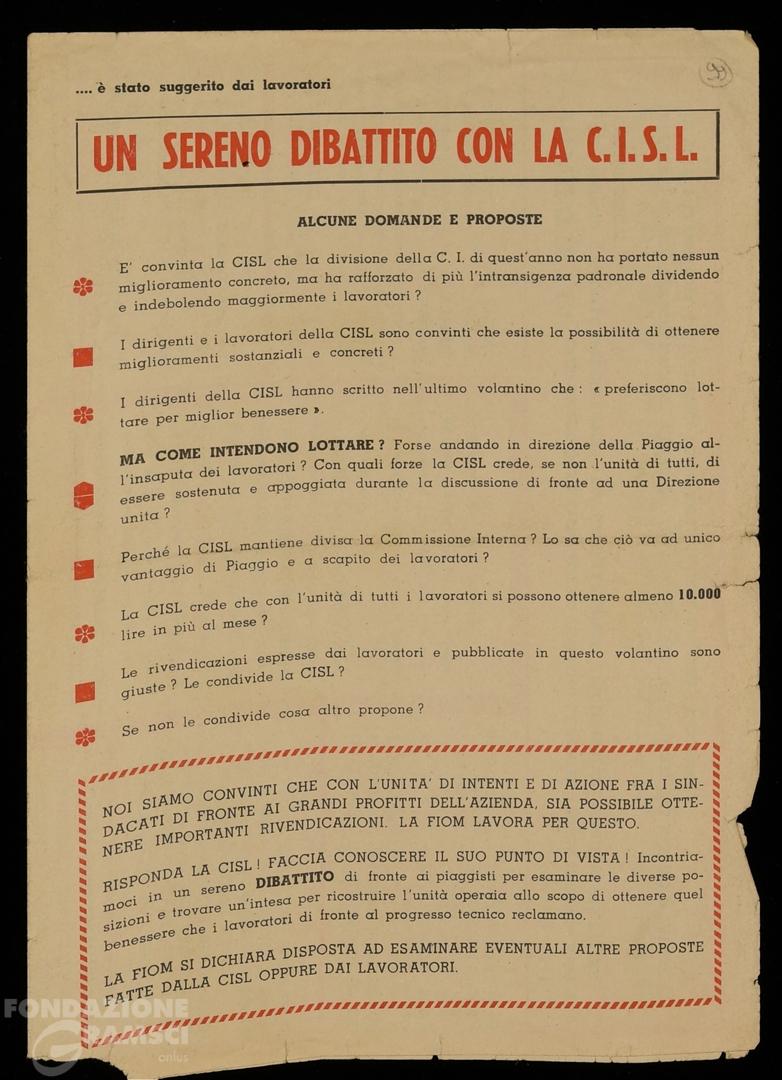 99
.... è stato suggerito dai lavoratori
UN SERENO DIBATTITO CON LA C.I.S.L.
ALCUNE DOMANDE E PROPOSTE
E' convinta la CISL che la divisione della C. I. di quest'anno non ha portato nessun
miglioramento concreto, ma ha rafforzato di più l'intransigenza padronale dividendo
e indebolendo maggiormente i lavoratori ?
I dirigenti e i lavoratori della CISL sono convinti che esiste la possibilità di ottenere
miglioramenti sostanziali e concreti ?
I dirigenti della CISL hanno scritto nell'ultimo volantino che : « preferiscono lot-
tare per miglior benessere ».
MA COME INTENDONO LOTTARE ? Forse andando in direzione della Piaggio al-
l'insaputa dei lavoratori ? Con quali forze la CISL crede, se non l'unità di tutti, di
essere sostenuta e appoggiata durante la discussione di fronte ad una Direzione
unita ?
Perché la CISL mantiene divisa la Commissione Interna ? Lo sa che ciò va ad unico
vantaggio di Piaggio e a scapito dei lavoratori ?
La CISL crede che con l'unità di tutti i lavoratori si possono ottenere almeno 10.000
lire in più al mese ?
Le rivendicazioni espresse dai lavoratori e pubblicate in questo volantino sono
giuste ? Le condivide la CISL ?
Se non le condivide cosa altro propone ?
NOI SIAMO CONVINTI CHE CON L'UNITA' DI INTENTI E DI AZIONE FRA I SIN-
DACATI DI FRONTE AI GRANDI PROFITTI DELL'AZIENDA, SIA POSSIBILE OTTE-
NERE IMPORTANTI RIVENDICAZIONI. LA FIOM LAVORA PER QUESTO.
RISPONDA LA CISL ! FACCIA CONOSCERE IL SUO PUNTO DI VISTA ! Incontria-
moci in un sereno DIBATTITO di fronte ai piaggisti per esaminare le diverse po-
sizioni e trovare un'intesa per ricostruire l'unità operaia allo scopo di ottenere quel
benessere che i lavoratori di fronte al progresso tecnico reclamano.
LA FIOM SI DICHIARA DISPOSTA AD ESAMINARE EVENTUALI ALTRE PROPOSTE
FATTE DALLA CISL OPPURE DAI LAVORATORI.
FONDAZIONE
GRAMSCI
onlus